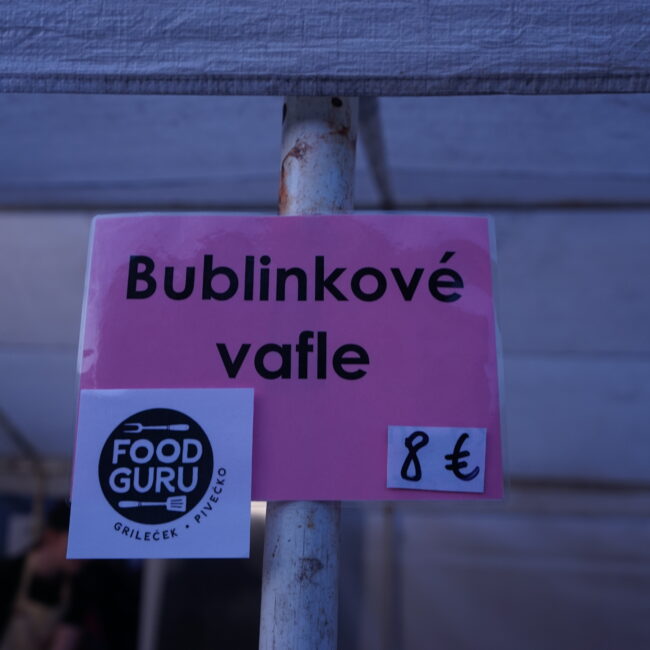 Bublinkové
vafle
8 €
FOOD
GURU
GRILEČEK • PIVEČKO